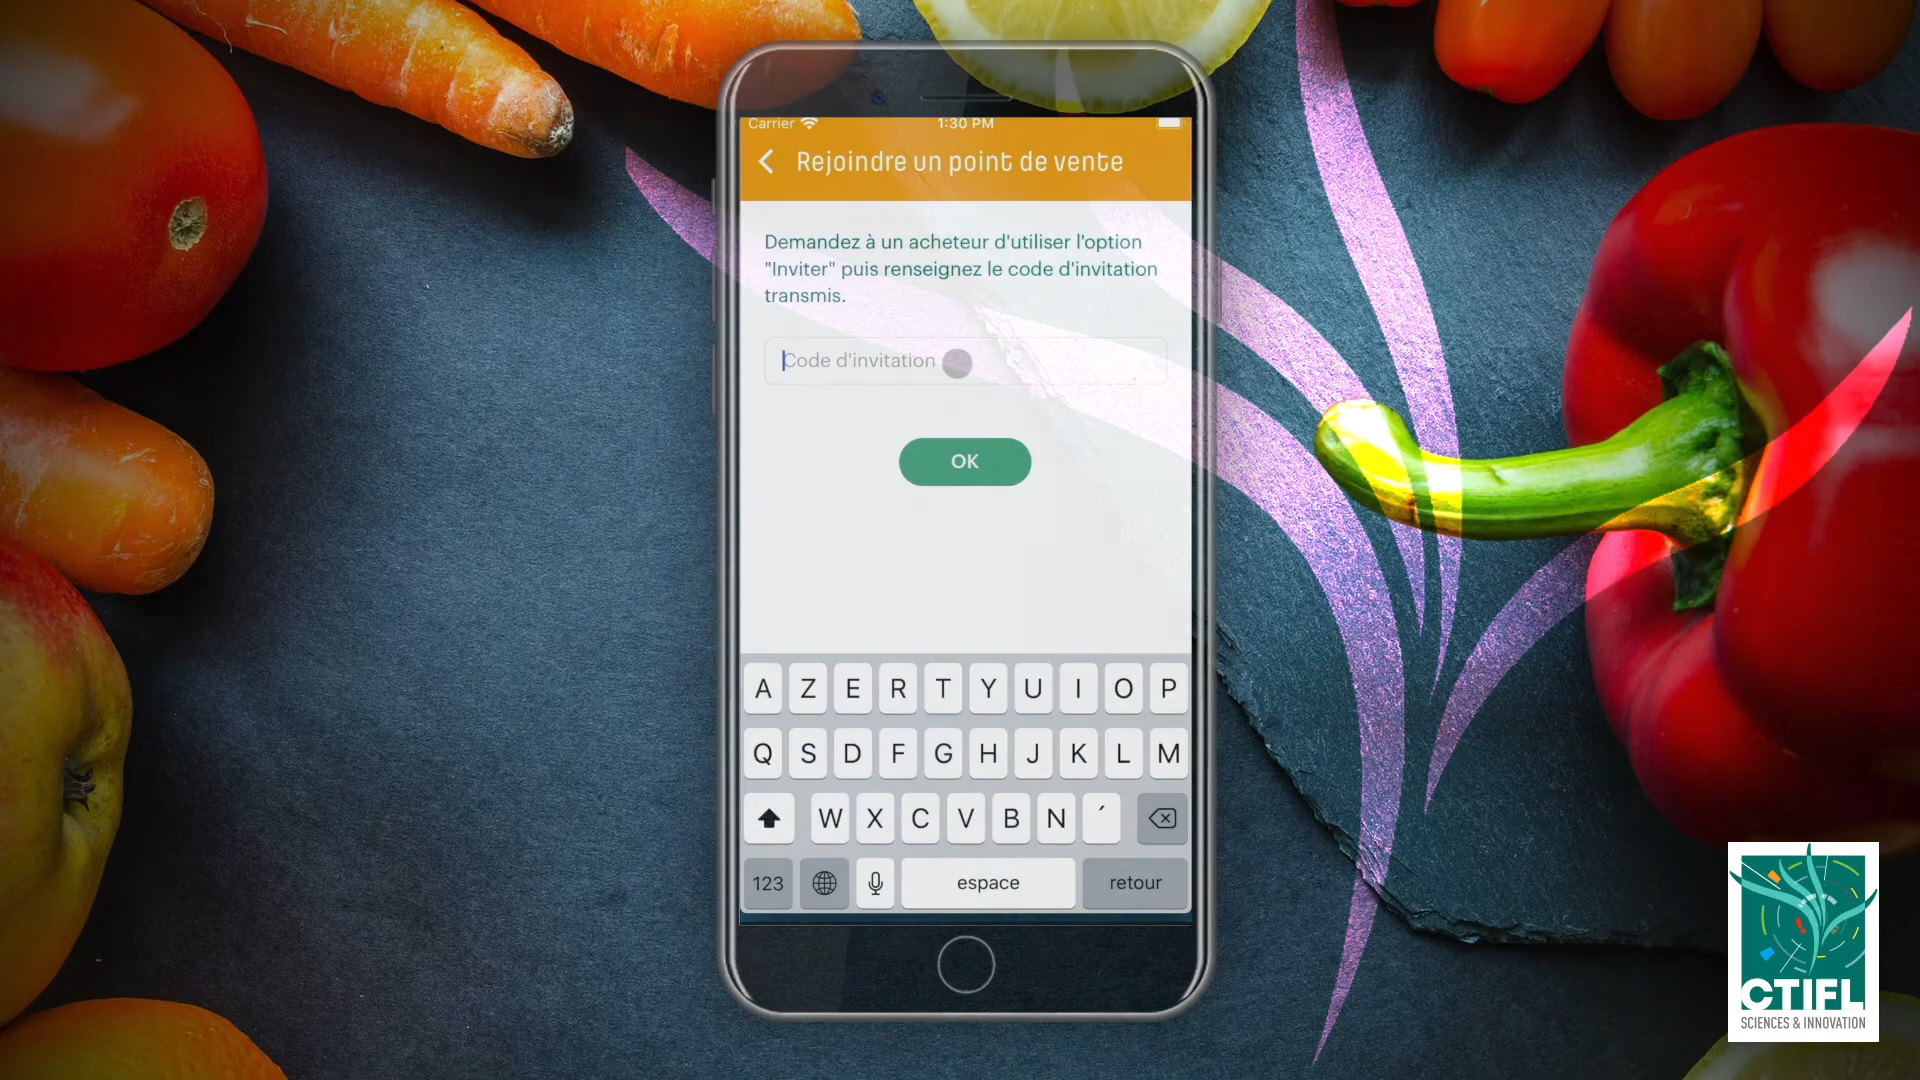 Carrier 1:30 PM
Rejoindre un point de vente
Demandez à un acheteur d'utiliser l'option
"Inviter" puis renseignez le code d'invitation
transmis.
Code d'invitation
OK
A Z E R T Y U I O P
Q S D F G H J K L M
W X C V B N ´
123 espace retour
CTIFL
SCIENCES & INNOVATION